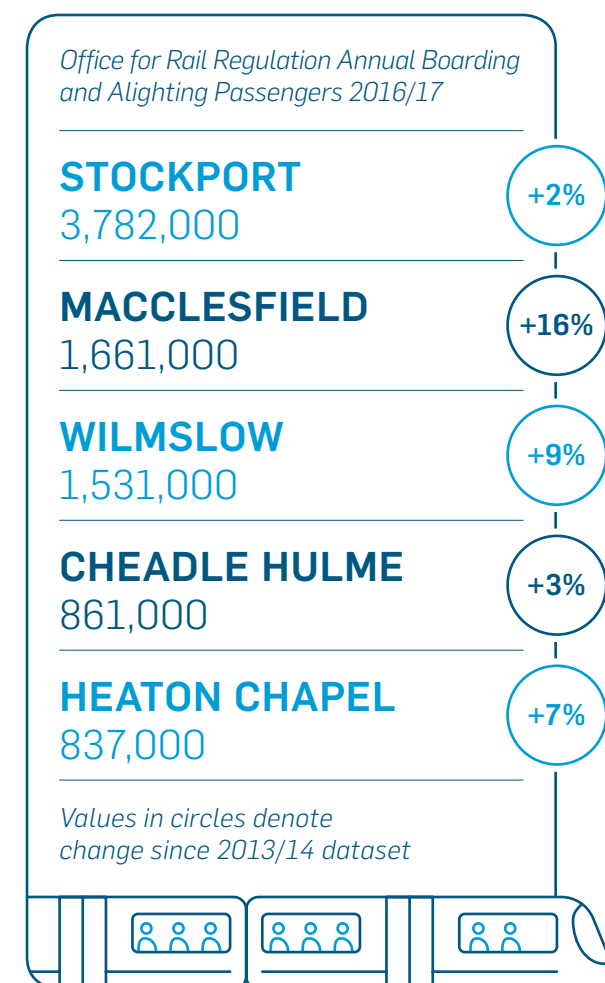 Office for Rail Regulation Annual Boarding
and Alighting Passengers 2016/17
STOCKPORT
3,782,000
+2%
MACCLESFIELD
1,661,000
+16%
WILMSLOW
1,531,000
+9%
CHEADLE HULME
861,000
+3%
HEATON CHAPEL
837,000
+7%
Values in circles denote
change since 2013/14 dataset